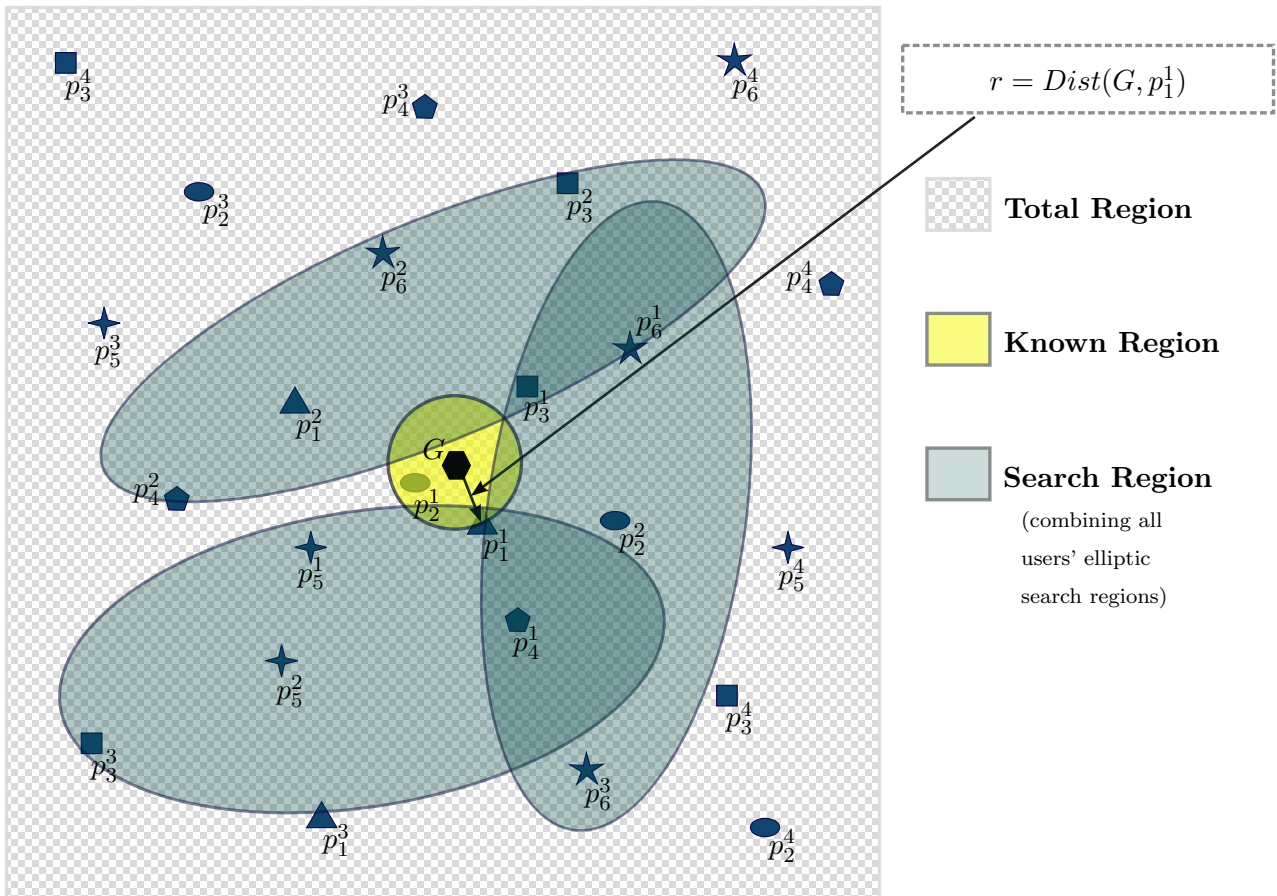 p_3^4
p_4^3
p_6^4
r = Dist(G, p_1^1)
p_2^3
p_3^2
Total Region
p_6^2
p_4^4
p_5^3
p_6^1
Known Region
p_1^2
p_3^1
G
p_4^2
p_2^1
Search Region
(combining all
users' elliptic
search regions)
p_1^1
p_2^2
p_5^1
p_5^4
p_4^1
p_5^2
p_3^4
p_3^3
p_6^3
p_1^3
p_2^4